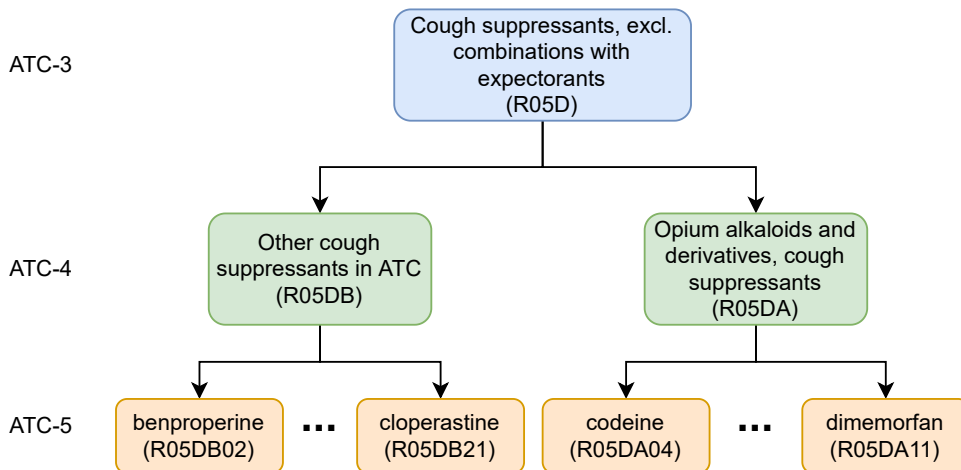 Cough suppressants, excl.
combinations with
expectorants
(R05D)
ATC-3
Other cough
suppressants in ATC
(R05DB)
Opium alkaloids and
derivatives, cough
suppressants
(R05DA)
ATC-4
benproperine
(R05DB02)
...
cloperastine
(R05DB21)
codeine
(R05DA04)
...
dimemorfan
(R05DA11)
ATC-5